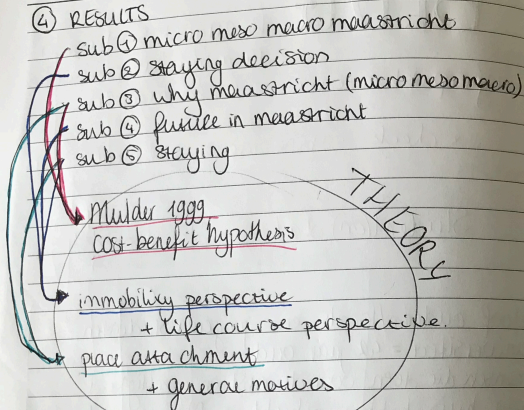 ④ RESULTS
sub ① micro meso macro maastricht
sub ② staying decision
sub ③ why maastricht (micro meso macro)
sub ④ future in maastricht
sub ⑤ staying
THEORY
Mulder 1999
cost-benefit hypothesis
immobility perspective
+ life course perspective.
place attachment
+ general motives